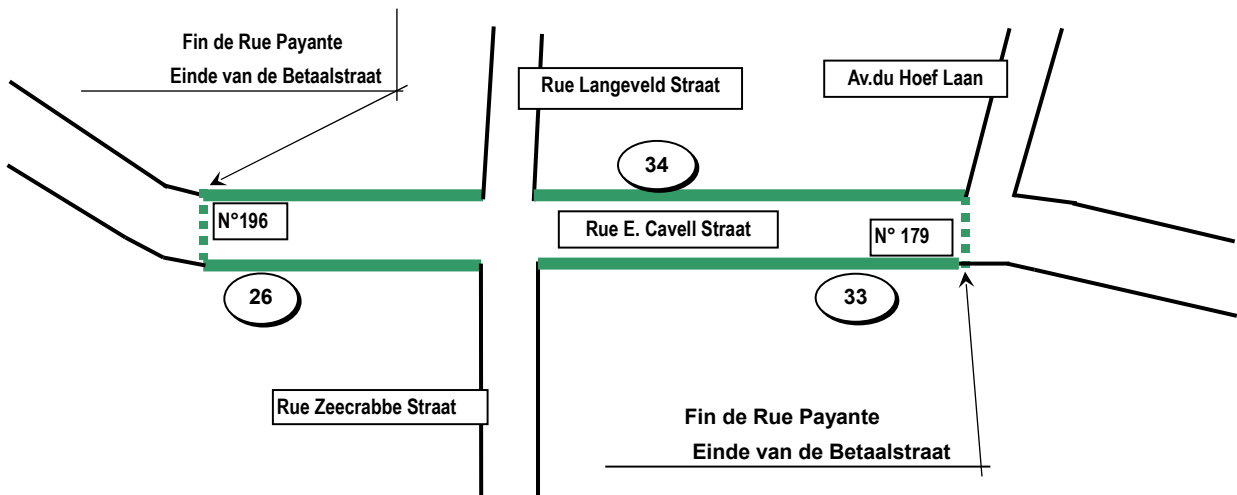 Fin de Rue Payante
Einde van de Betaalstraat
Rue Langeveld Straat
Av.du Hoef Laan
34
N°196
Rue E. Cavell Straat
N° 179
26
33
Rue Zeecrabbe Straat
Fin de Rue Payante
Einde van de Betaalstraat